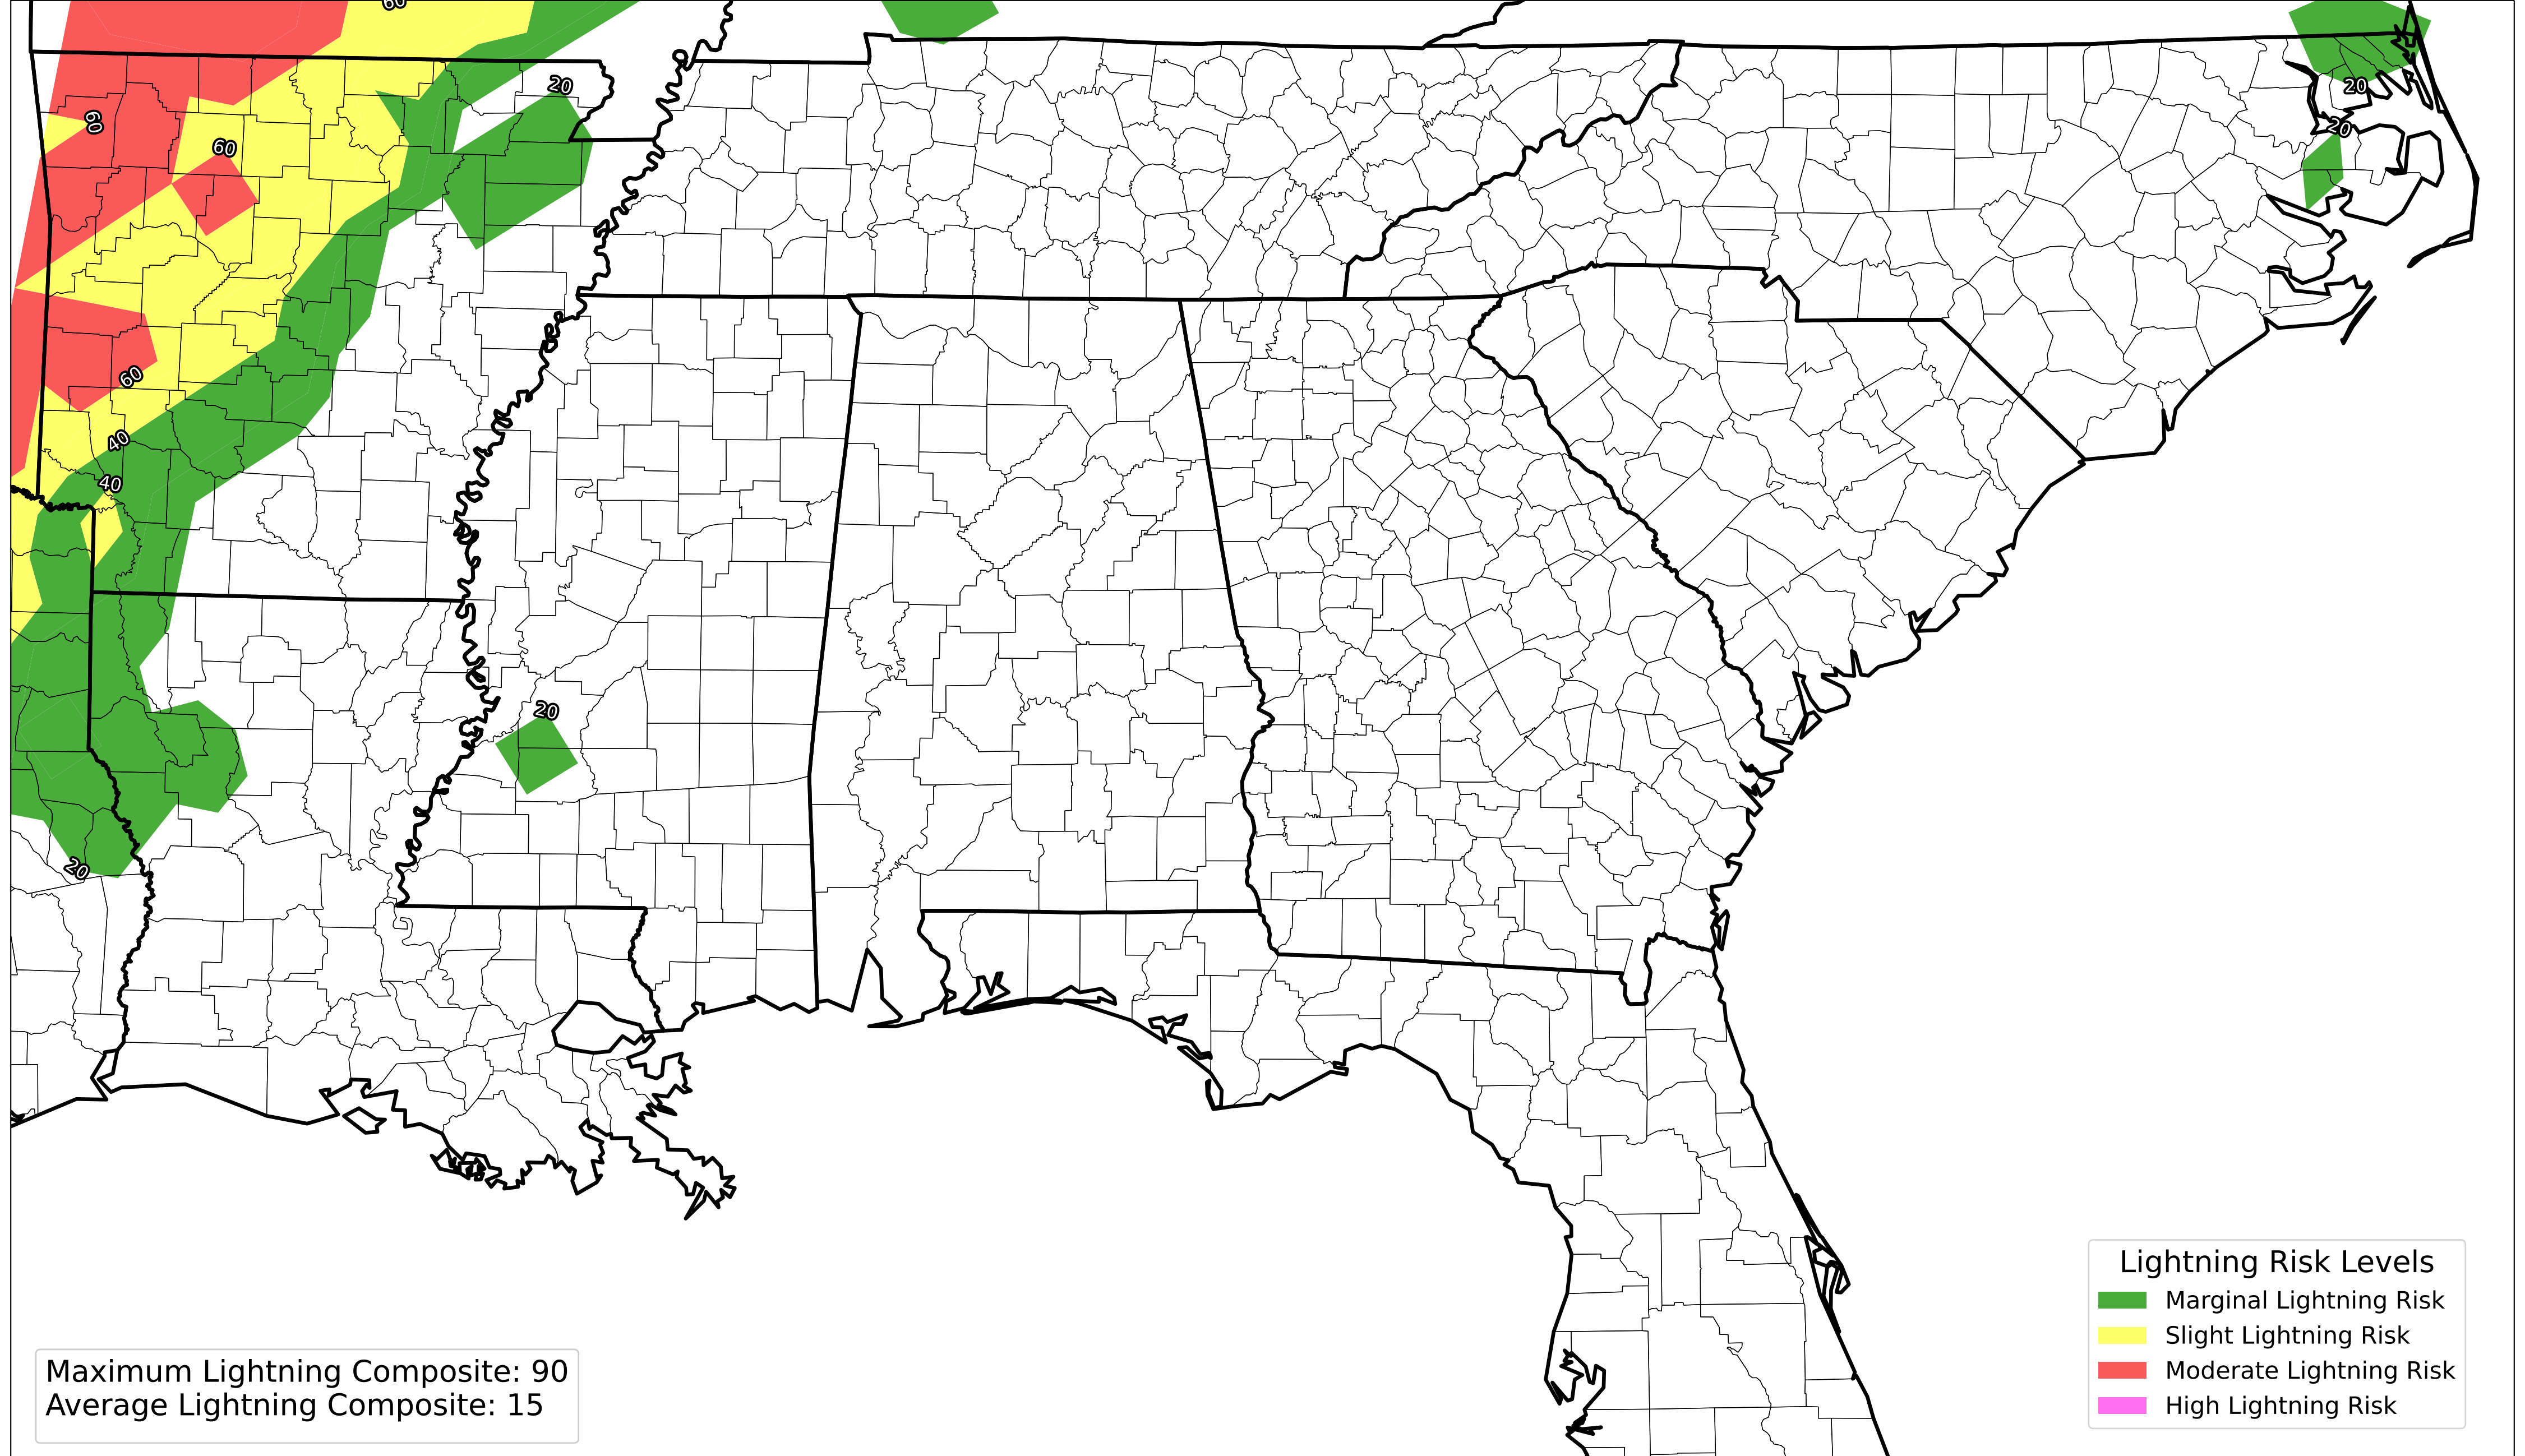 60
20
20
60
60
20
60
40
40
20
20
Lightning Risk Levels
Marginal Lightning Risk
Slight Lightning Risk
Moderate Lightning Risk
High Lightning Risk
Maximum Lightning Composite: 90
Average Lightning Composite: 15